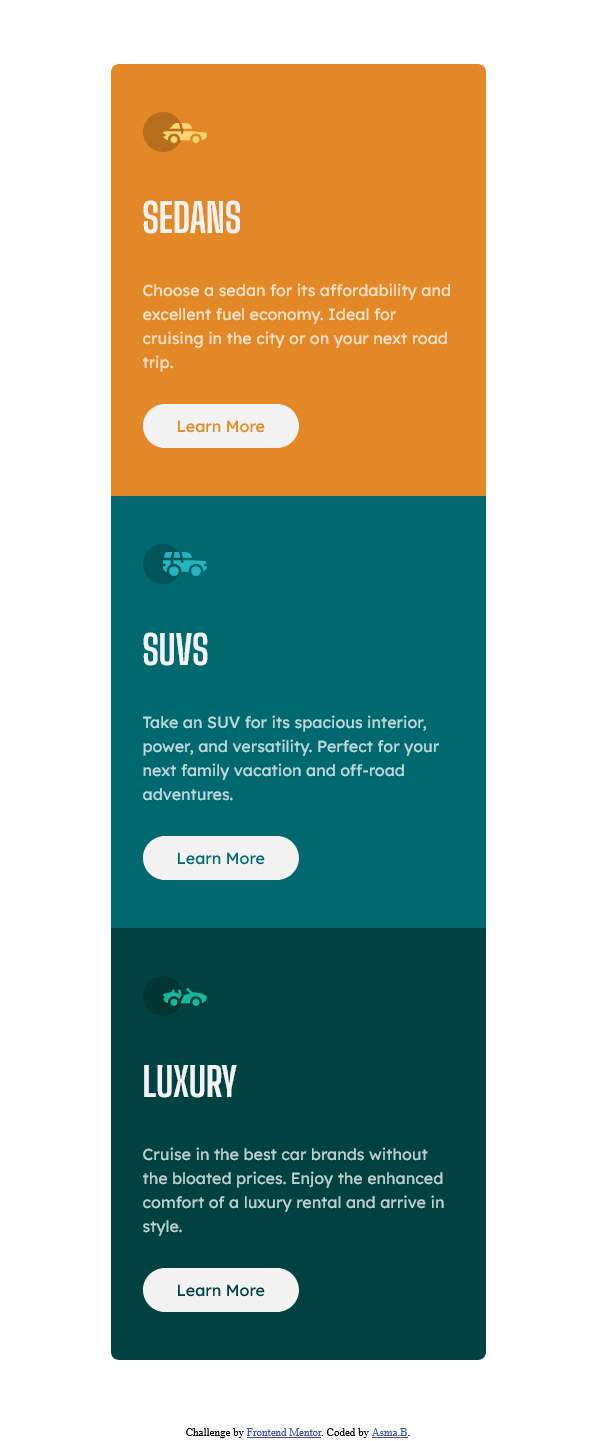 SEDANS
Choose a sedan for its affordability and
excellent fuel economy. Ideal for
cruising in the city or on your next road
trip.
Learn More
SUVS
Take an SUV for its spacious interior,
power, and versatility. Perfect for your
next family vacation and off-road
adventures.
Learn More
LUXURY
Cruise in the best car brands without
the bloated prices. Enjoy the enhanced
comfort of a luxury rental and arrive in
style.
Learn More
Challenge by Frontend Mentor. Coded by Asma.B.